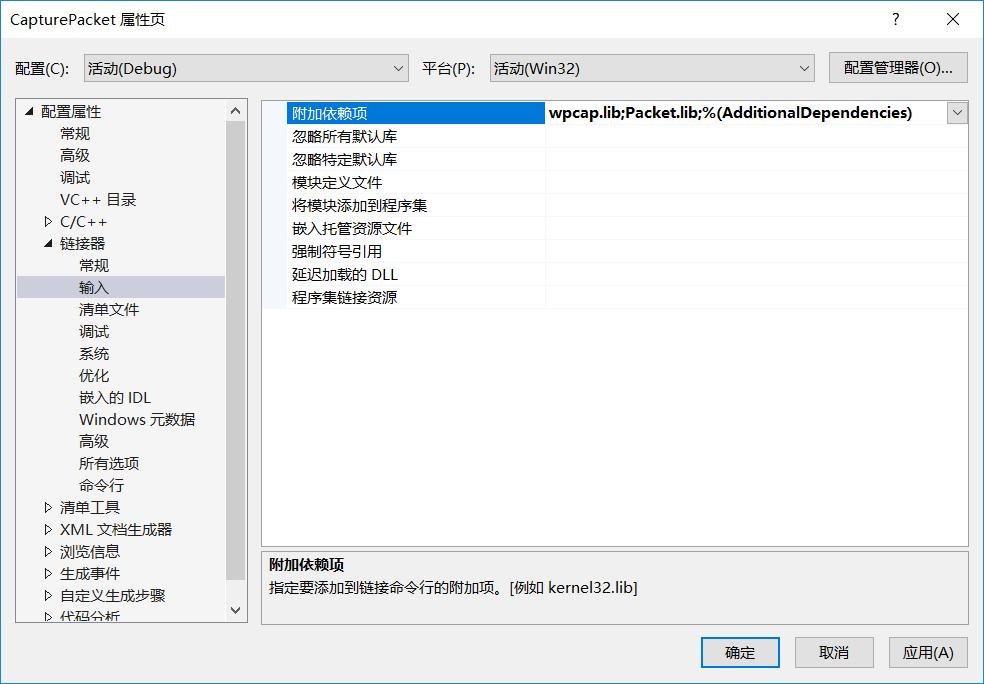 CapturePacket 属性页
配置(C): 活动(Debug) 平台(P): 活动(Win32) 配置管理器(O)...
配置属性
常规
高级
调试
VC++ 目录
C/C++
链接器
常规
输入
清单文件
调试
系统
优化
嵌入的 IDL
Windows 元数据
高级
所有选项
命令行
清单工具
XML 文档生成器
浏览信息
生成事件
自定义生成步骤
代码分析
附加依赖项 wpcap.lib;Packet.lib;%(AdditionalDependencies)
忽略所有默认库
忽略特定默认库
模块定义文件
将模块添加到程序集
嵌入托管资源文件
强制符号引用
延迟加载的 DLL
程序集链接资源
附加依赖项
指定要添加到链接命令行的附加项。[例如 kernel32.lib]
确定 取消 应用(A)